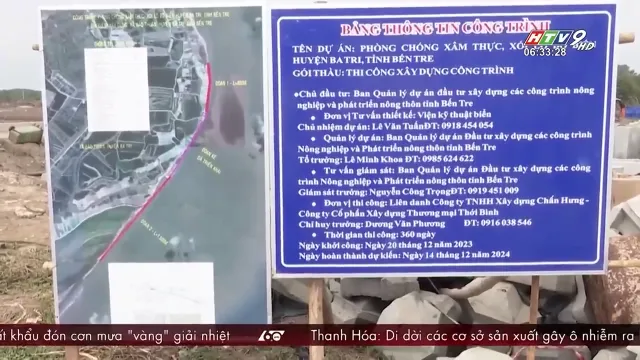 BẢNG THÔNG TIN CÔNG TRÌNH
HTV9 HD
06:33:28
TÊN DỰ ÁN: PHÒNG CHỐNG XÂM THỰC, XÓI
HUYỆN BA TRI, TỈNH BẾN TRE
GÓI THẦU: THI CÔNG XÂY DỰNG CÔNG TRÌNH
❖Chủ đầu tư: Ban Quản lý dự án đầu tư xây dựng các công trình nông
nghiệp và phát triển nông thôn tỉnh Bến Tre
❖ Đơn vị Tư vấn thiết kế: Viện kỹ thuật biển
Chủ nhiệm dự án: Lê Văn TuấnĐT: 0918 454 054
❖ Quản lý dự án: Ban Quản lý dự án Đầu tư xây dựng các công trình
Nông nghiệp và Phát triển nông thôn tỉnh Bến Tre
Tổ trưởng: Lê Minh Khoa ĐT: 0985 624 622
❖ Tư vấn giám sát: Ban Quản lý dự án Đầu tư xây dựng các công
trình Nông nghiệp và Phát triển nông thôn tỉnh Bến Tre
Giám sát trưởng: Nguyễn Công TrọngĐT: 0919 451 009
❖ Đơn vị thi công: Liên danh Công ty TNHH Xây dựng Chấn Hưng -
Công ty Cổ phần Xây dựng Thương mại Thới Bình
Chỉ huy trưởng: Dương Văn Phương ĐT: 0916 038 546
❖ Thời gian thi công: 360 ngày
Ngày khởi công: Ngày 20 tháng 12 năm 2023
Ngày hoàn thành dự kiến: Ngày 14 tháng 12 năm 2024
ất khẩu đón cơn mưa "vàng" giải nhiệt
60
Thanh Hóa: Di dời các cơ sở sản xuất gây ô nhiễm ra